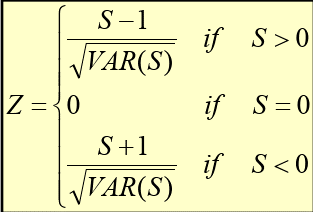 S−1 / √VAR(S) if S > 0
Z = { 0 if S = 0
S+1 / √VAR(S) if S < 0